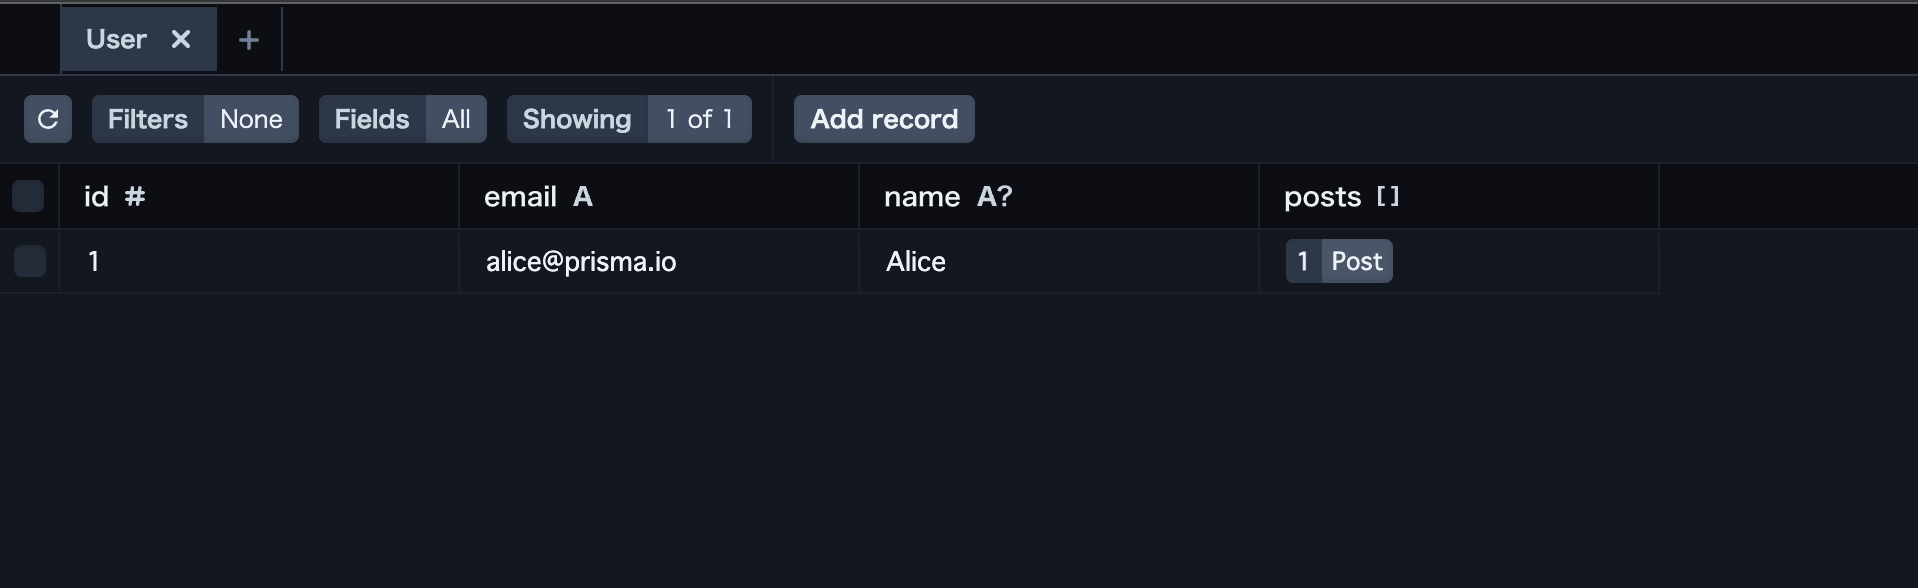 User ✕ +
Filters None Fields All Showing 1 of 1 Add record
id # email A name A? posts []
1 alice@prisma.io Alice 1 Post